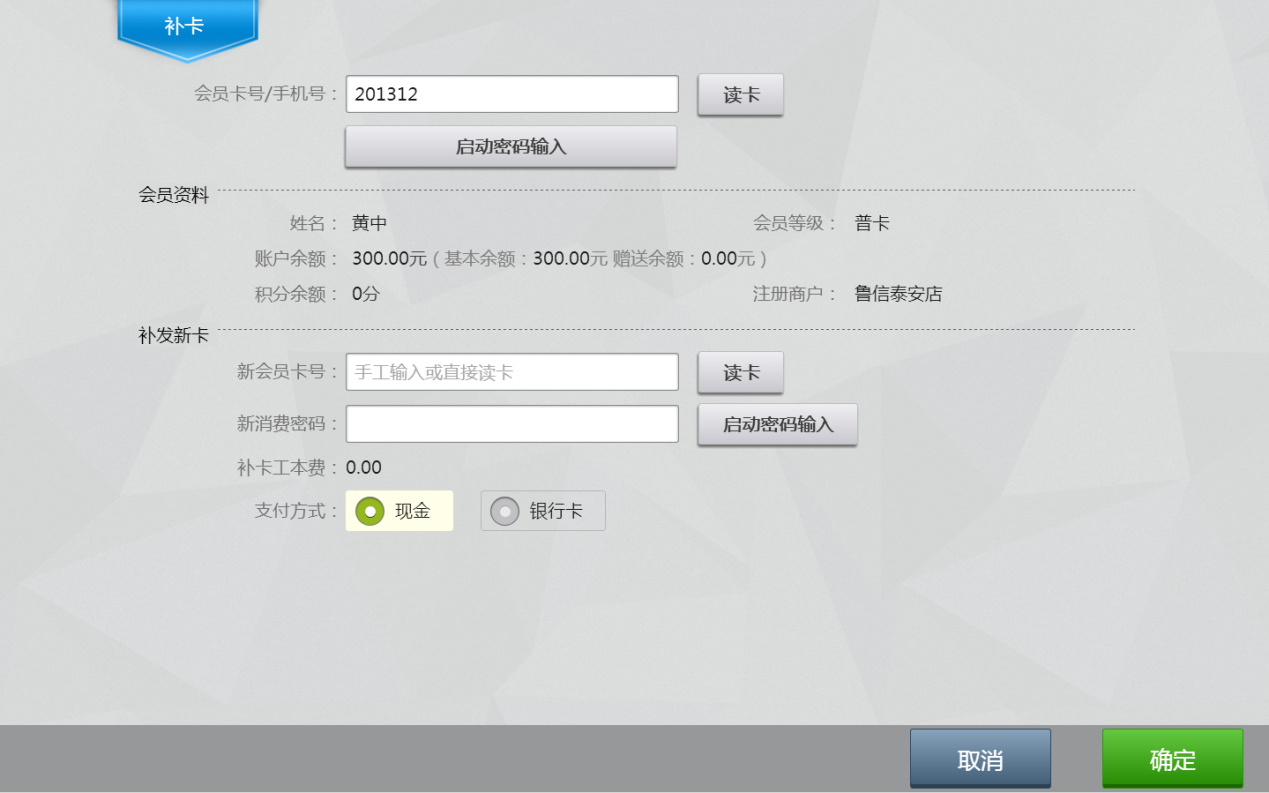 补卡
会员卡号/手机号： 201312 读卡
启动密码输入
会员资料
姓名： 黄中 会员等级： 普卡
账户余额： 300.00元 ( 基本余额：300.00元 赠送余额：0.00元 )
积分余额： 0分 注册商户： 鲁信泰安店
补发新卡
新会员卡号： 手工输入或直接读卡 读卡
新消费密码： 启动密码输入
补卡工本费： 0.00
支付方式： 现金 银行卡
取消 确定